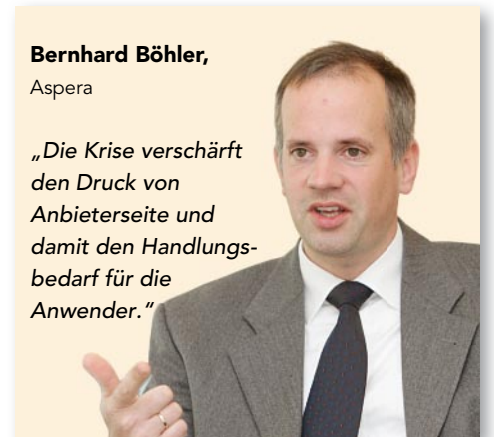 Bernhard Böhler,
Aspera
„Die Krise verschärft
den Druck von
Anbieterseite und
damit den Handlungs-
bedarf für die
Anwender.“